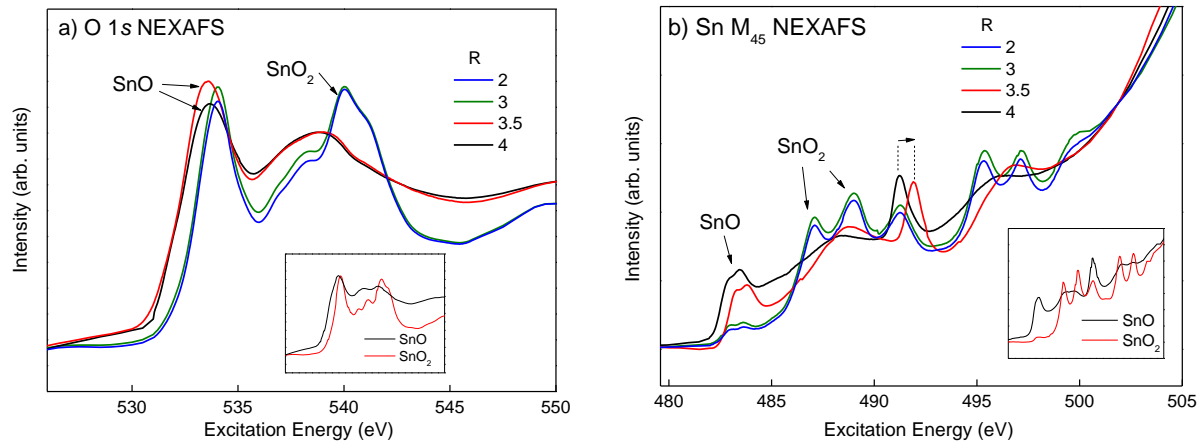 a) O 1s NEXAFS
SnO
SnO₂
R
2
3
3.5
4
Intensity (arb. units)
SnO
SnO₂
530
535
540
545
550
Excitation Energy (eV)
b) Sn M₄₅ NEXAFS
R
2
3
3.5
4
SnO₂
SnO
Intensity (arb. units)
SnO
SnO₂
480
485
490
495
500
505
Excitation Energy (eV)